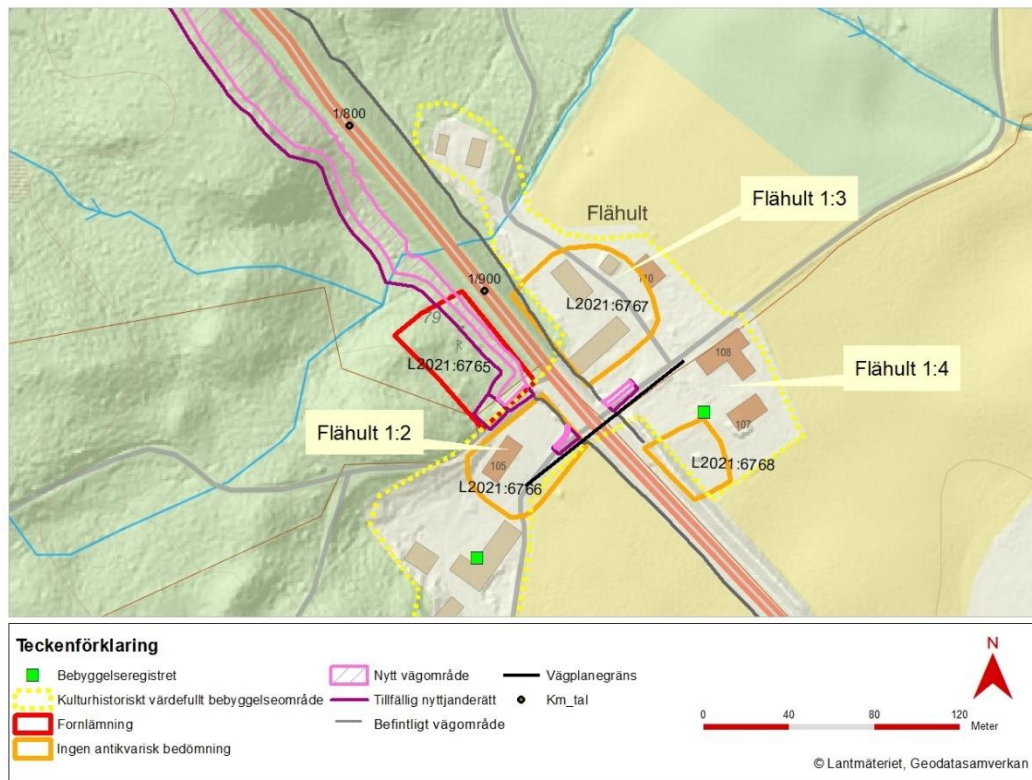 1/800
Flähult 1:3
Flähult
1/900
110
L2021:6767
79
R
L2021:6765
108
Flähult 1:4
Flähult 1:2
107
105
L2021:6768
L2021:6766
Teckenförklaring
Bebyggelseregistret
Kulturhistoriskt värdefullt bebyggelseområde
Fornlämning
Ingen antikvarisk bedömning
Nytt vägområde
Tillfällig nyttjanderätt
Befintligt vägområde
Vägplanegräns
Km_tal
N
0 40 80 120
Meter
© Lantmäteriet, Geodatasamverkan